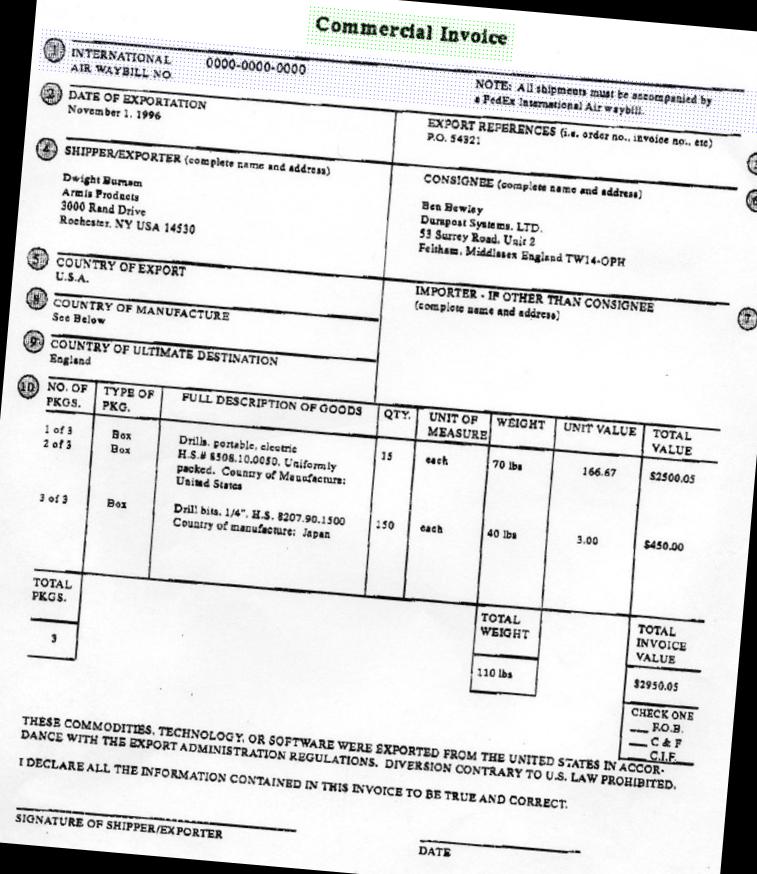 Commercial Invoice
1 INTERNATIONAL AIR WAYBILL NO. 0000-0000-0000
NOTE: All shipments must be accompanied by
a FedEx International Air waybill.
DATE OF EXPORTATION
November 1, 1996
EXPORT REFERENCES (i.e. order no., invoice no., etc)
P.O. 54321
SHIPPER/EXPORTER (complete name and address)
Dwight Burnam
Armis Products
3000 Rand Drive
Rochester, NY USA 14530
CONSIGNEE (complete name and address)
Ben Bewley
Durapost Systems, LTD.
53 Surrey Road, Unit 2
Feltham, Middlesex England TW14-OPH
5 COUNTRY OF EXPORT
U.S.A.
IMPORTER - IF OTHER THAN CONSIGNEE
(complete name and address)
7
8 COUNTRY OF MANUFACTURE
See Below
9 COUNTRY OF ULTIMATE DESTINATION
England
10 NO. OF PKGS. TYPE OF PKG. FULL DESCRIPTION OF GOODS QTY. UNIT OF MEASURE WEIGHT UNIT VALUE TOTAL VALUE
1 of 3 Box Drills, portable, electric 15 each 70 lbs 166.67 $2500.05
2 of 3 Box H.S.# 8508.10.0050. Uniformly
packed. Country of Manufacture:
United States
3 of 3 Box Drill bits, 1/4", H.S. 8207.90.1500 150 each 40 lbs 3.00 $450.00
Country of manufacture: Japan
TOTAL PKGS.
3
TOTAL WEIGHT
110 lbs
TOTAL INVOICE VALUE
$2950.05
CHECK ONE
F.O.B.
C & F
C.I.F.
THESE COMMODITIES, TECHNOLOGY, OR SOFTWARE WERE EXPORTED FROM THE UNITED STATES IN ACCOR-
DANCE WITH THE EXPORT ADMINISTRATION REGULATIONS. DIVERSION CONTRARY TO U.S. LAW PROHIBITED.
I DECLARE ALL THE INFORMATION CONTAINED IN THIS INVOICE TO BE TRUE AND CORRECT.
SIGNATURE OF SHIPPER/EXPORTER
DATE